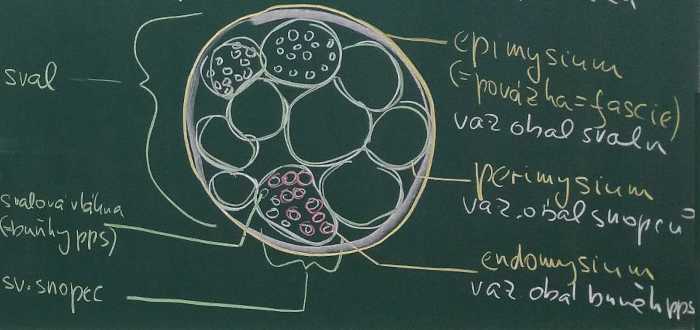 sval
svalová vlákna
(=buňky pps)
sv. snopec
epimysium
(=povázka=fascie)
vaz obal svalu
perimysium
vaz. obal snopců=
endomysium
vaz obal buněk pps